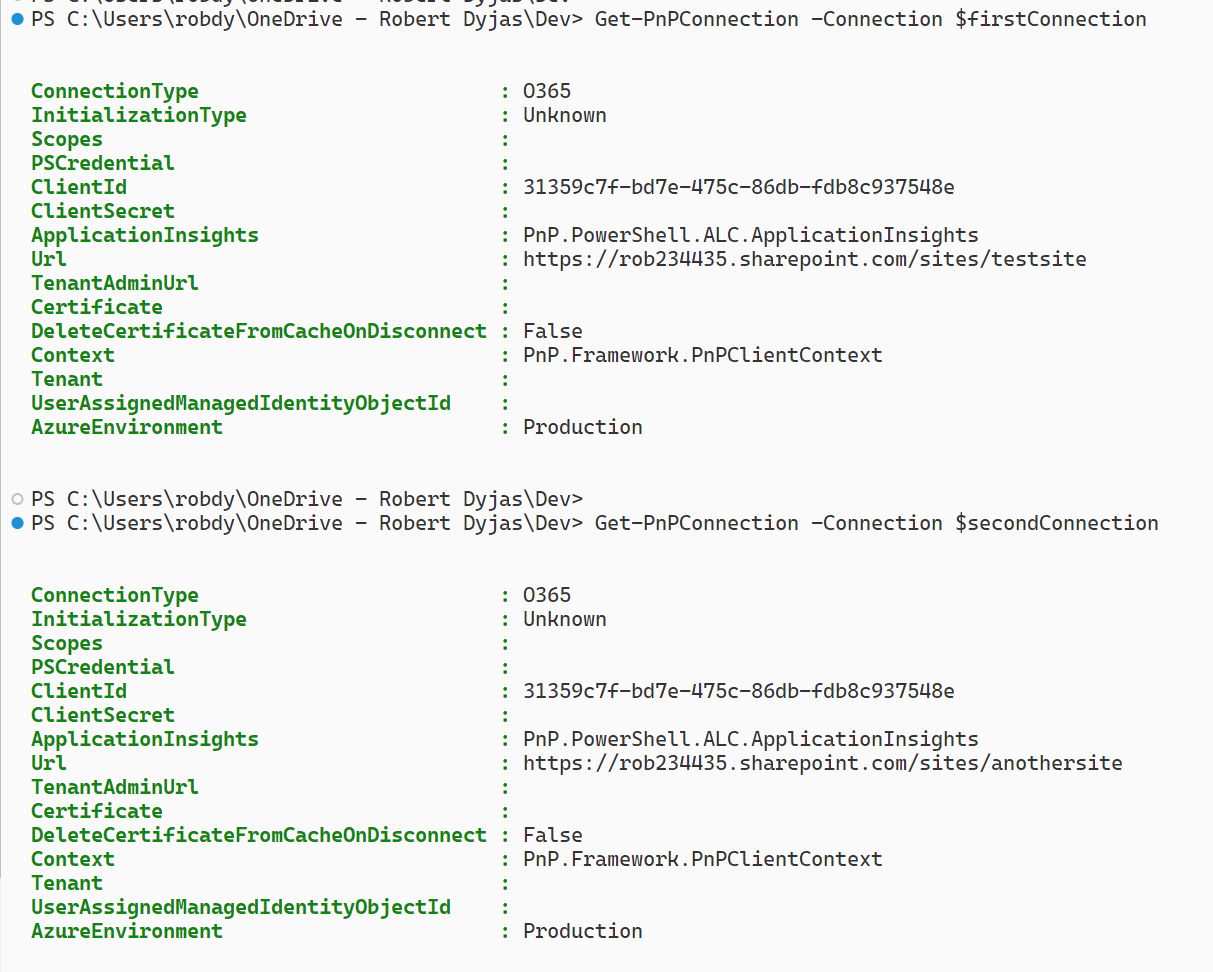 PS C:\Users\robdy\OneDrive - Robert Dyjas\Dev> Get-PnPConnection -Connection $firstConnection
ConnectionType : O365
InitializationType : Unknown
Scopes :
PSCredential :
ClientId : 31359c7f-bd7e-475c-86db-fdb8c937548e
ClientSecret :
ApplicationInsights : PnP.PowerShell.ALC.ApplicationInsights
Url : https://rob234435.sharepoint.com/sites/testsite
TenantAdminUrl :
Certificate :
DeleteCertificateFromCacheOnDisconnect : False
Context : PnP.Framework.PnPClientContext
Tenant :
UserAssignedManagedIdentityObjectId :
AzureEnvironment : Production
PS C:\Users\robdy\OneDrive - Robert Dyjas\Dev>
PS C:\Users\robdy\OneDrive - Robert Dyjas\Dev> Get-PnPConnection -Connection $secondConnection
ConnectionType : O365
InitializationType : Unknown
Scopes :
PSCredential :
ClientId : 31359c7f-bd7e-475c-86db-fdb8c937548e
ClientSecret :
ApplicationInsights : PnP.PowerShell.ALC.ApplicationInsights
Url : https://rob234435.sharepoint.com/sites/anothersite
TenantAdminUrl :
Certificate :
DeleteCertificateFromCacheOnDisconnect : False
Context : PnP.Framework.PnPClientContext
Tenant :
UserAssignedManagedIdentityObjectId :
AzureEnvironment : Production